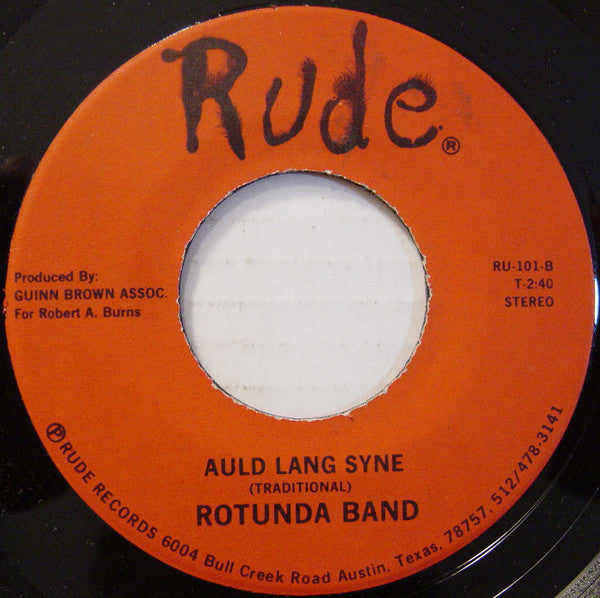 Rude®
Produced By:
GUINN BROWN ASSOC.
For Robert A. Burns
RU-101-B
T-2:40
STEREO
AULD LANG SYNE
(TRADITIONAL)
ROTUNDA BAND
℗ RUDE RECORDS 6004 Bull Creek Road Austin, Texas, 78757. 512/478-3141